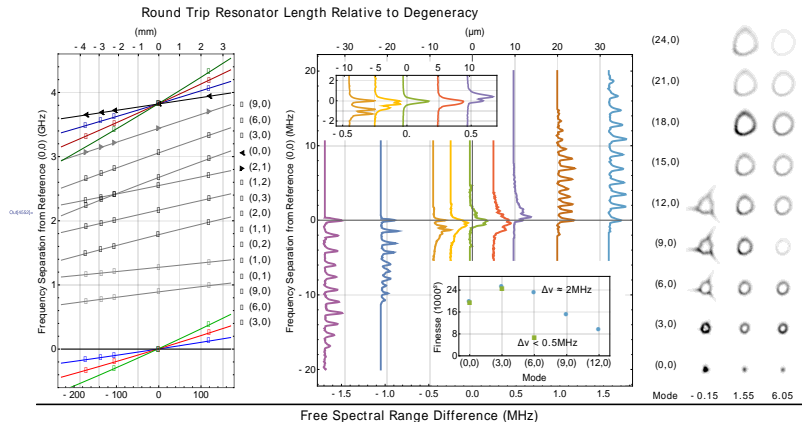 Round Trip Resonator Length Relative to Degeneracy
(mm)
- 4 - 3 - 2 - 1 0 1 2 3
Frequency Separation from Reference (0,0) (GHz)
4
3
2
1
0
- 200 - 100 0 100
(9,0)
(6,0)
(3,0)
(0,0)
(2,1)
(1,2)
(0,3)
(2,0)
(1,1)
(0,2)
(1,0)
(0,1)
(9,0)
(6,0)
(3,0)
(μm)
- 30 - 20 - 10 0 10 20 30
Frequency Separation from Reference (0,0) (MHz)
20
10
0
- 10
- 20
- 10 - 5 0 5 10
2
1
0
- 1
- 2
- 0.5 0. 0.5
Finesse (1000s)
24
16
8
0
Δν = 2MHz
Δν < 0.5MHz
(0,0) (3,0) (6,0) (9,0) (12,0)
Mode
- 1.5 - 1.0 - 0.5 0.0 0.5 1.0 1.5
(24,0)
(21,0)
(18,0)
(15,0)
(12,0)
(9,0)
(6,0)
(3,0)
(0,0)
Mode - 0.15 1.55 6.05
Free Spectral Range Difference (MHz)